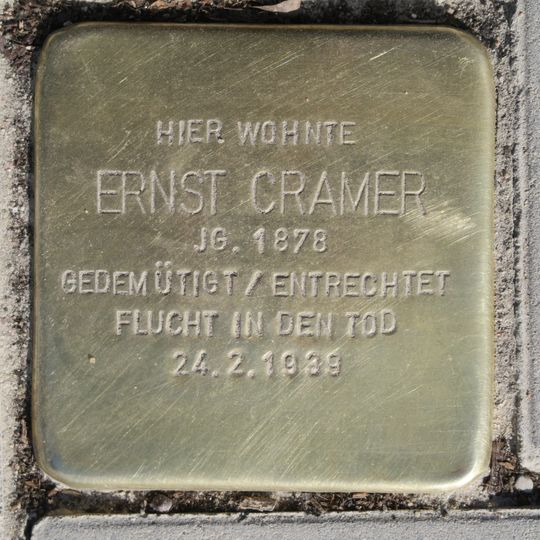 HIER WOHNTE
ERNST CRAMER
JG. 1878
GEDEMÜTIGT / ENTRECHTET
FLUCHT IN DEN TOD
24.2.1939